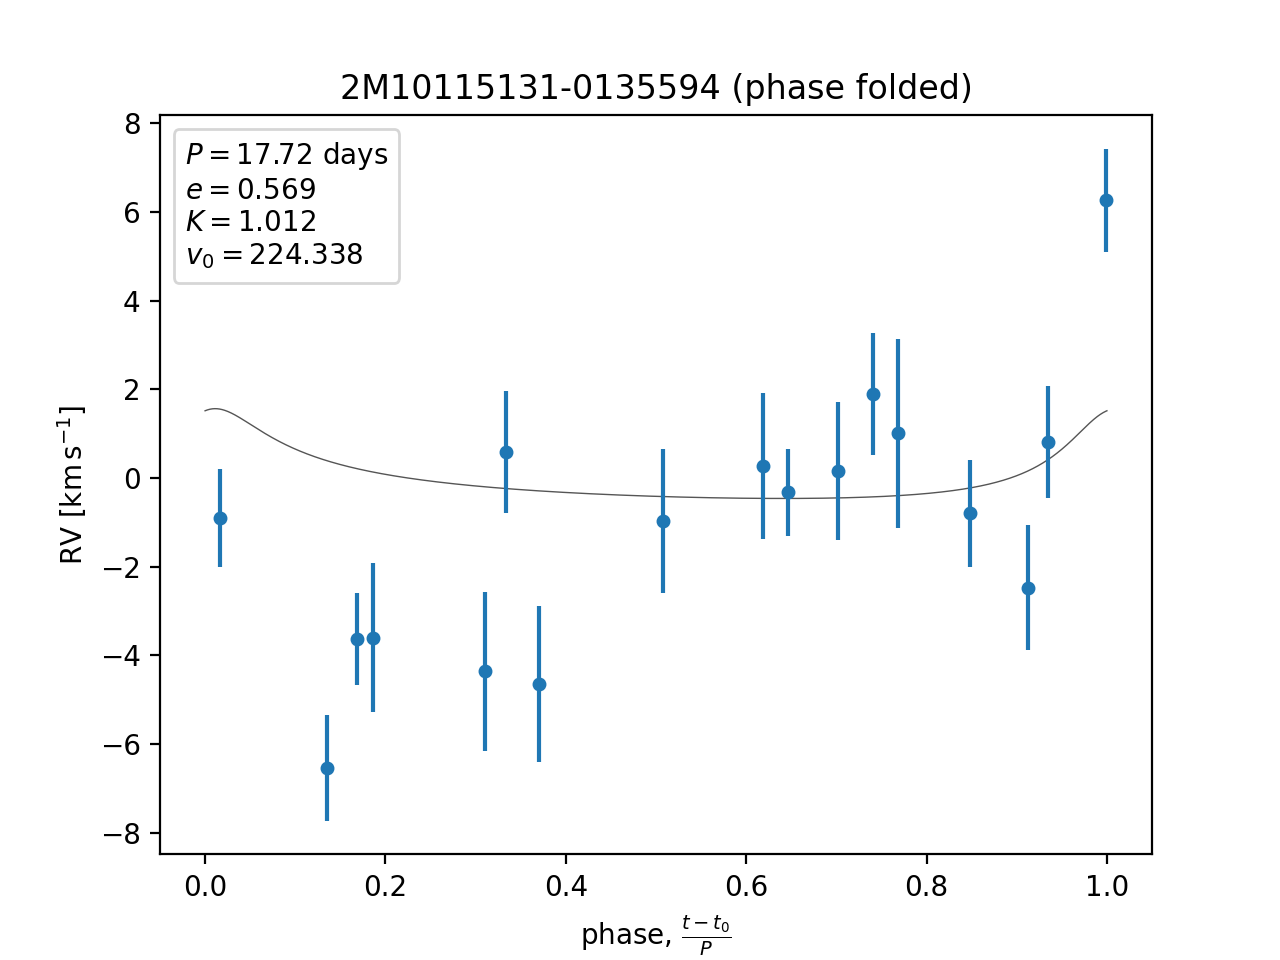 2M10115131-0135594 (phase folded)
P = 17.72 days
e = 0.569
K = 1.012
v₀ = 224.338
RV [km s⁻¹]
8
6
4
2
0
−2
−4
−6
−8
0.0 0.2 0.4 0.6 0.8 1.0
phase, (t − t₀)/P